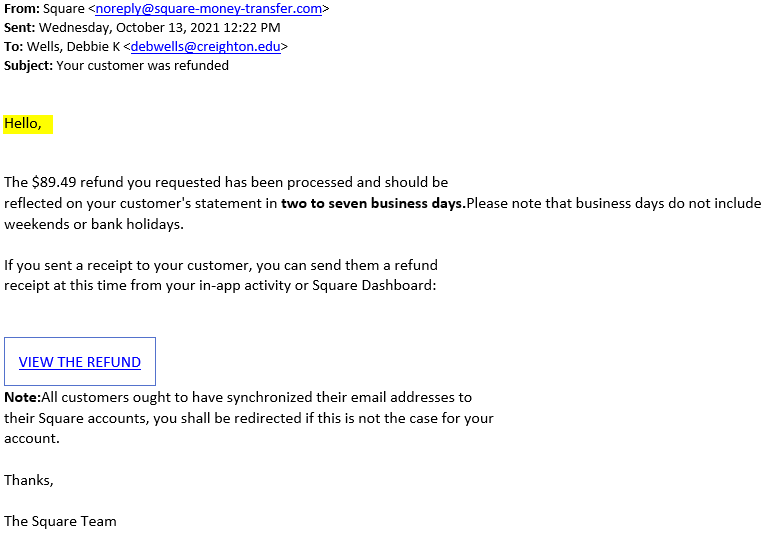 From: Square <noreply@square-money-transfer.com>
Sent: Wednesday, October 13, 2021 12:22 PM
To: Wells, Debbie K <debwells@creighton.edu>
Subject: Your customer was refunded
Hello,
The $89.49 refund you requested has been processed and should be
reflected on your customer's statement in two to seven business days.Please note that business days do not include
weekends or bank holidays.
If you sent a receipt to your customer, you can send them a refund
receipt at this time from your in-app activity or Square Dashboard:
VIEW THE REFUND
Note:All customers ought to have synchronized their email addresses to
their Square accounts, you shall be redirected if this is not the case for your
account.
Thanks,
The Square Team